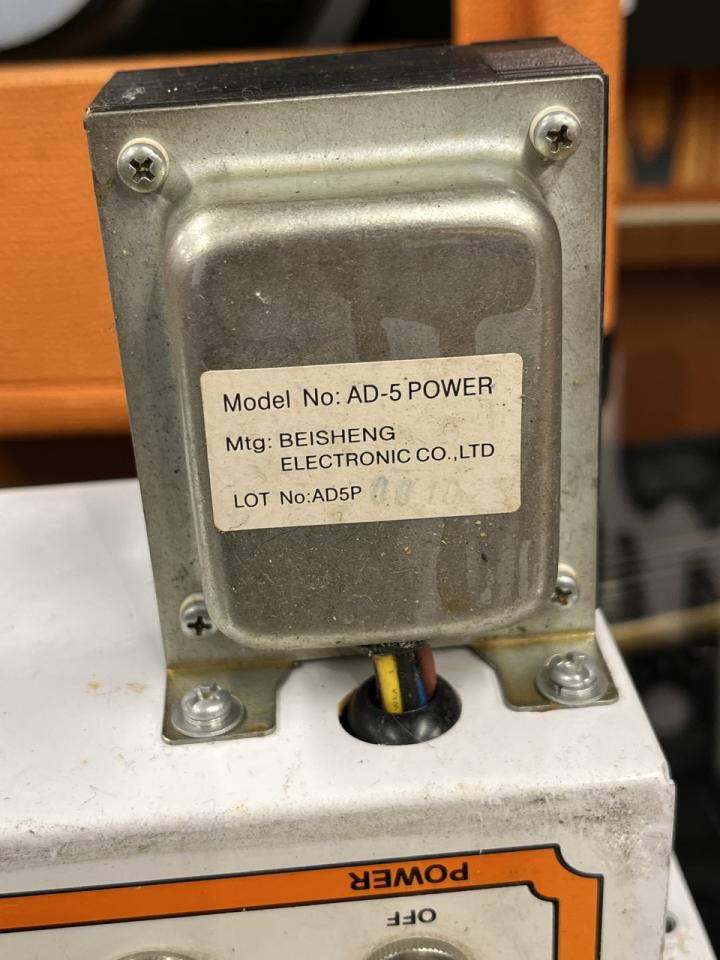 Model No: AD-5 POWER
Mtg: BEISHENG
ELECTRONIC CO.,LTD
LOT No:AD5P
POWER
OFF